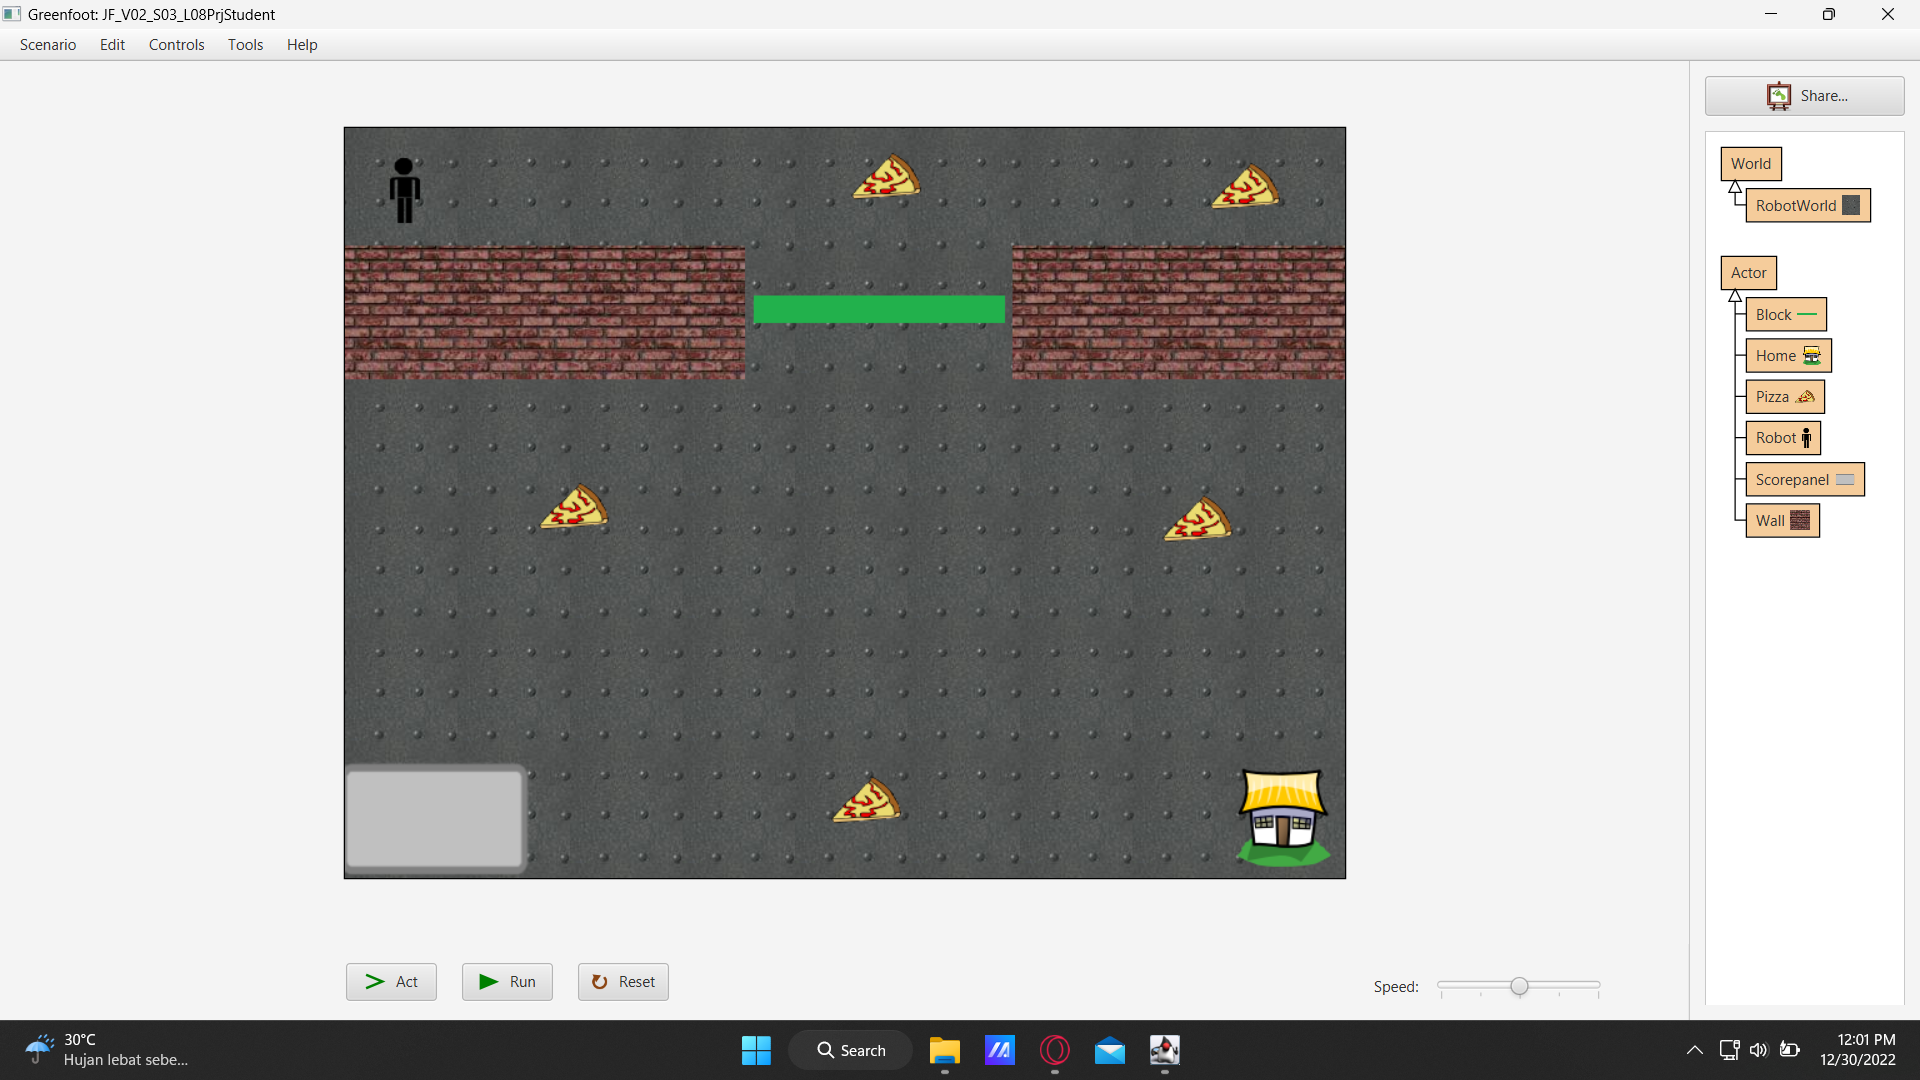 Greenfoot: JF_V02_S03_L08PrjStudent
Scenario Edit Controls Tools Help
Share...
World
RobotWorld
Actor
Block
Home
Pizza
Robot
Scorepanel
Wall
Act Run Reset Speed:
30°C
Hujan lebat sebe...
Search
12:01 PM
12/30/2022